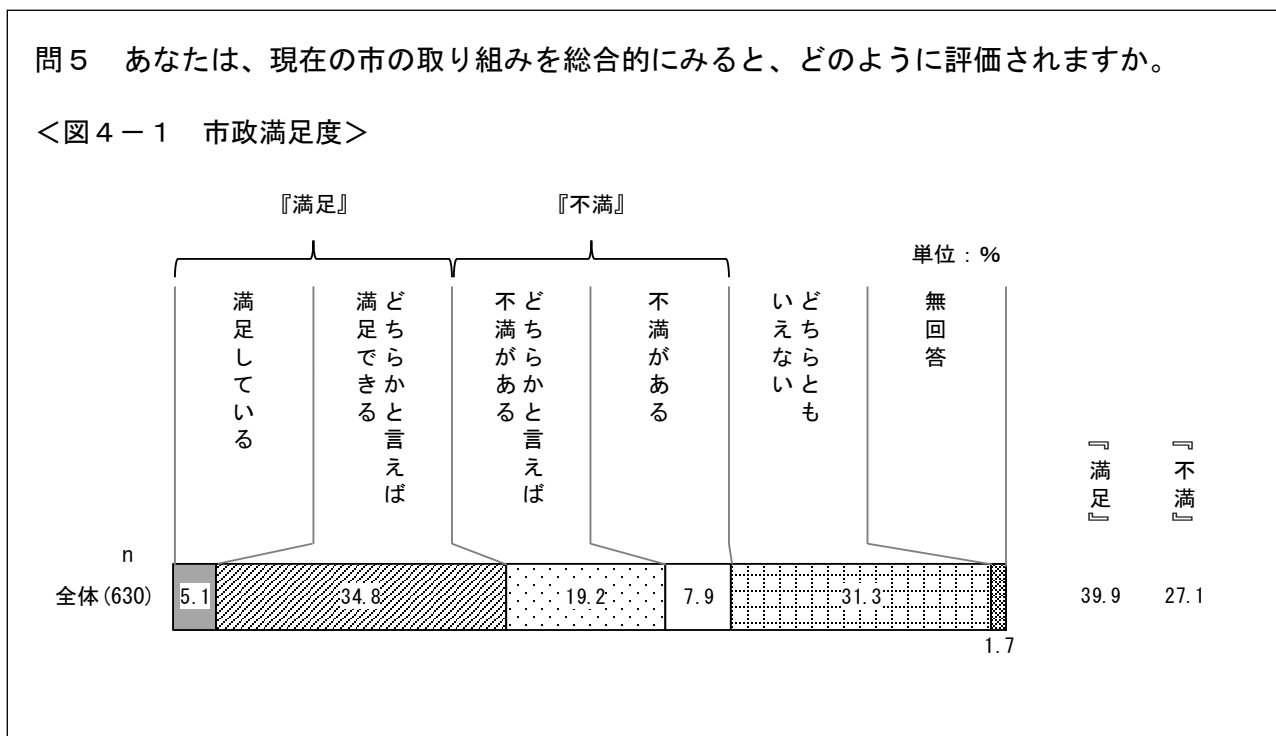 問５　あなたは、現在の市の取り組みを総合的にみると、どのように評価されますか。
＜図４－１　市政満足度＞
『満足』
『不満』
単位：％
満足している
どちらかと言えば
満足できる
どちらかと言えば
不満がある
不満がある
どちらとも
いえない
無回答
『満足』
『不満』
n
全体(630)
5.1
34.8
19.2
7.9
31.3
1.7
39.9
27.1